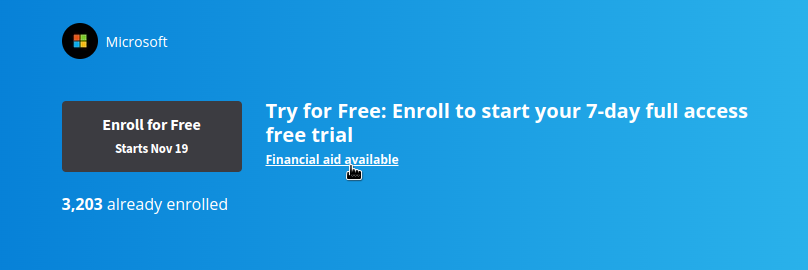 Microsoft
Enroll for Free
Starts Nov 19
Try for Free: Enroll to start your 7-day full access
free trial
Financial aid available
3,203 already enrolled